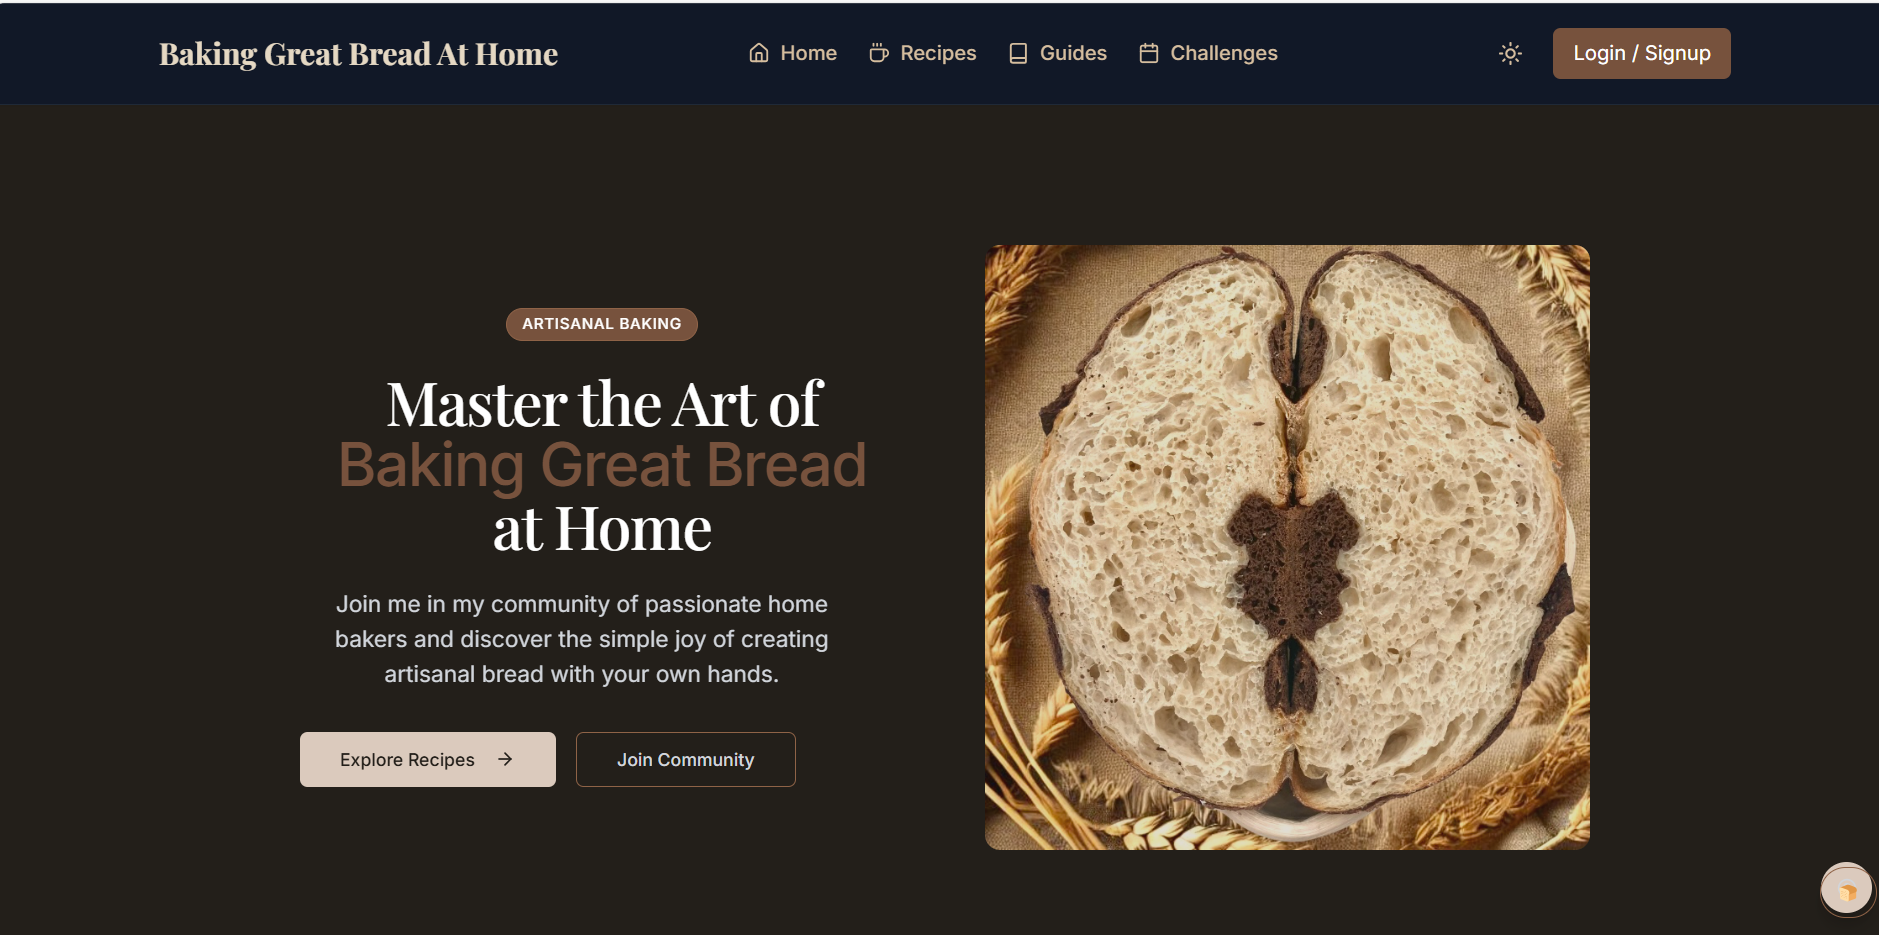 Baking Great Bread At Home
Home
Recipes
Guides
Challenges
Login / Signup
ARTISANAL BAKING
Master the Art of
Baking Great Bread
at Home
Join me in my community of passionate home
bakers and discover the simple joy of creating
artisanal bread with your own hands.
Explore Recipes
Join Community